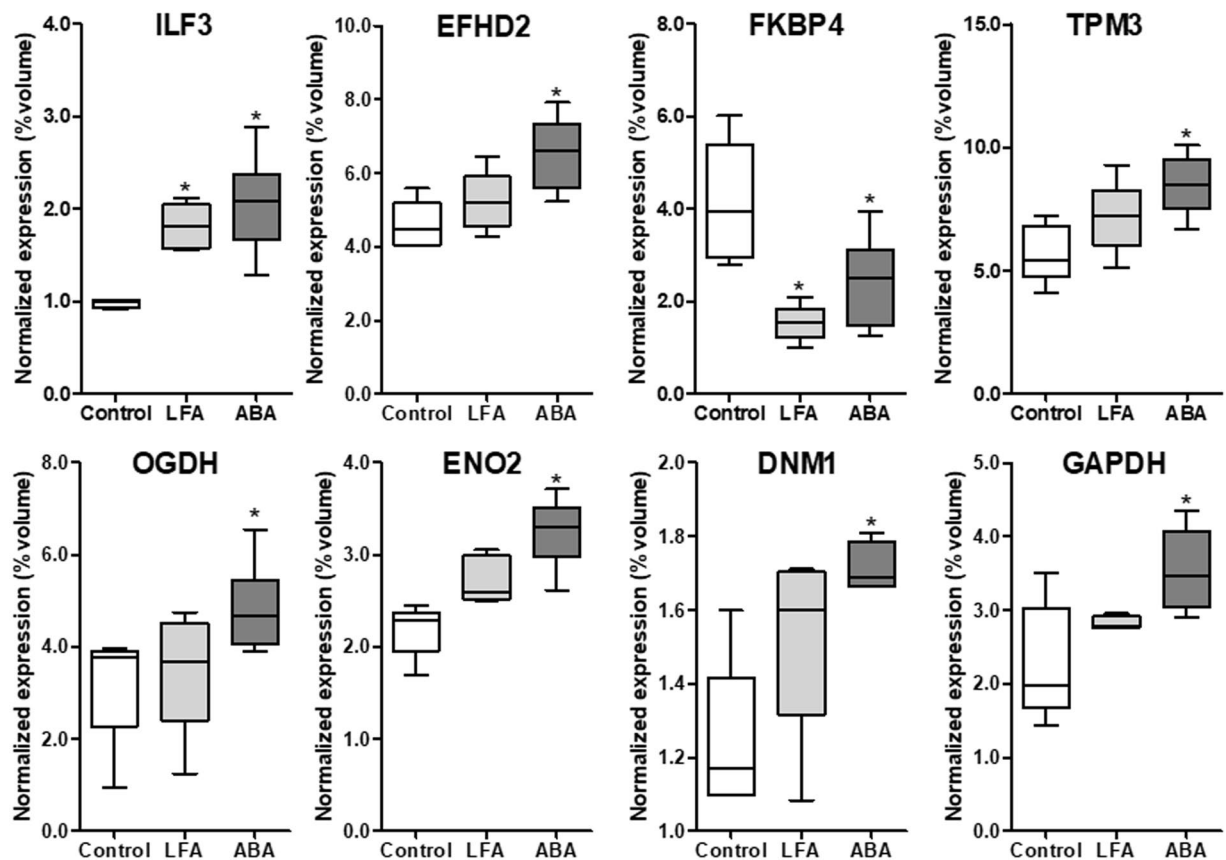 ILF3
Normalized expression (% volume)
4.0
3.0
2.0
1.0
0.0
*
*
Control LFA ABA
EFHD2
Normalized expression (% volume)
10.0
8.0
6.0
4.0
2.0
0.0
*
Control LFA ABA
FKBP4
Normalized expression (% volume)
8.0
6.0
4.0
2.0
0.0
*
*
Control LFA ABA
TPM3
Normalized expression (% volume)
15.0
10.0
5.0
0.0
*
Control LFA ABA
OGDH
Normalized expression (% volume)
8.0
6.0
4.0
2.0
0.0
*
Control LFA ABA
ENO2
Normalized expression (% volume)
4.0
3.0
2.0
1.0
0.0
*
Control LFA ABA
DNM1
Normalized expression (% volume)
2.0
1.8
1.6
1.4
1.2
1.0
*
Control LFA ABA
GAPDH
Normalized expression (% volume)
5.0
4.0
3.0
2.0
1.0
0.0
*
Control LFA ABA